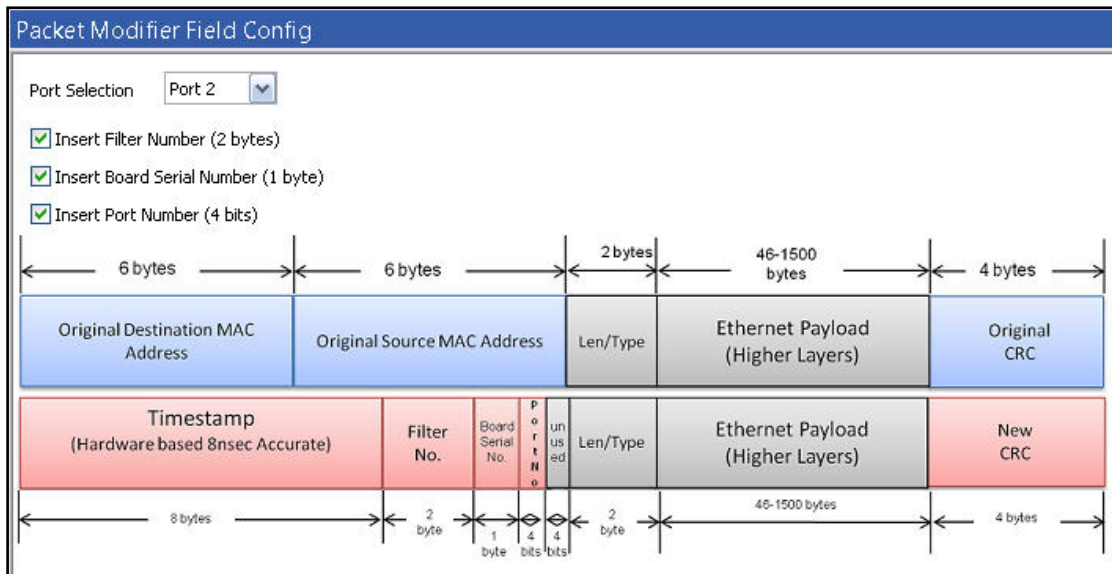 Packet Modifier Field Config
Port Selection Port 2
Insert Filter Number (2 bytes)
Insert Board Serial Number (1 byte)
Insert Port Number (4 bits)
6 bytes
6 bytes
2 bytes
46-1500
bytes
4 bytes
Original Destination MAC
Address
Original Source MAC Address
Len/Type
Ethernet Payload
(Higher Layers)
Original
CRC
Timestamp
(Hardware based 8nsec Accurate)
Filter
No.
Board
Serial
No.
P
o
r
t
N
o
un
us
ed
Len/Type
Ethernet Payload
(Higher Layers)
New
CRC
8 bytes
2
byte
1
byte
4
bits
4
bits
2
byte
46-1500 bytes
4 bytes